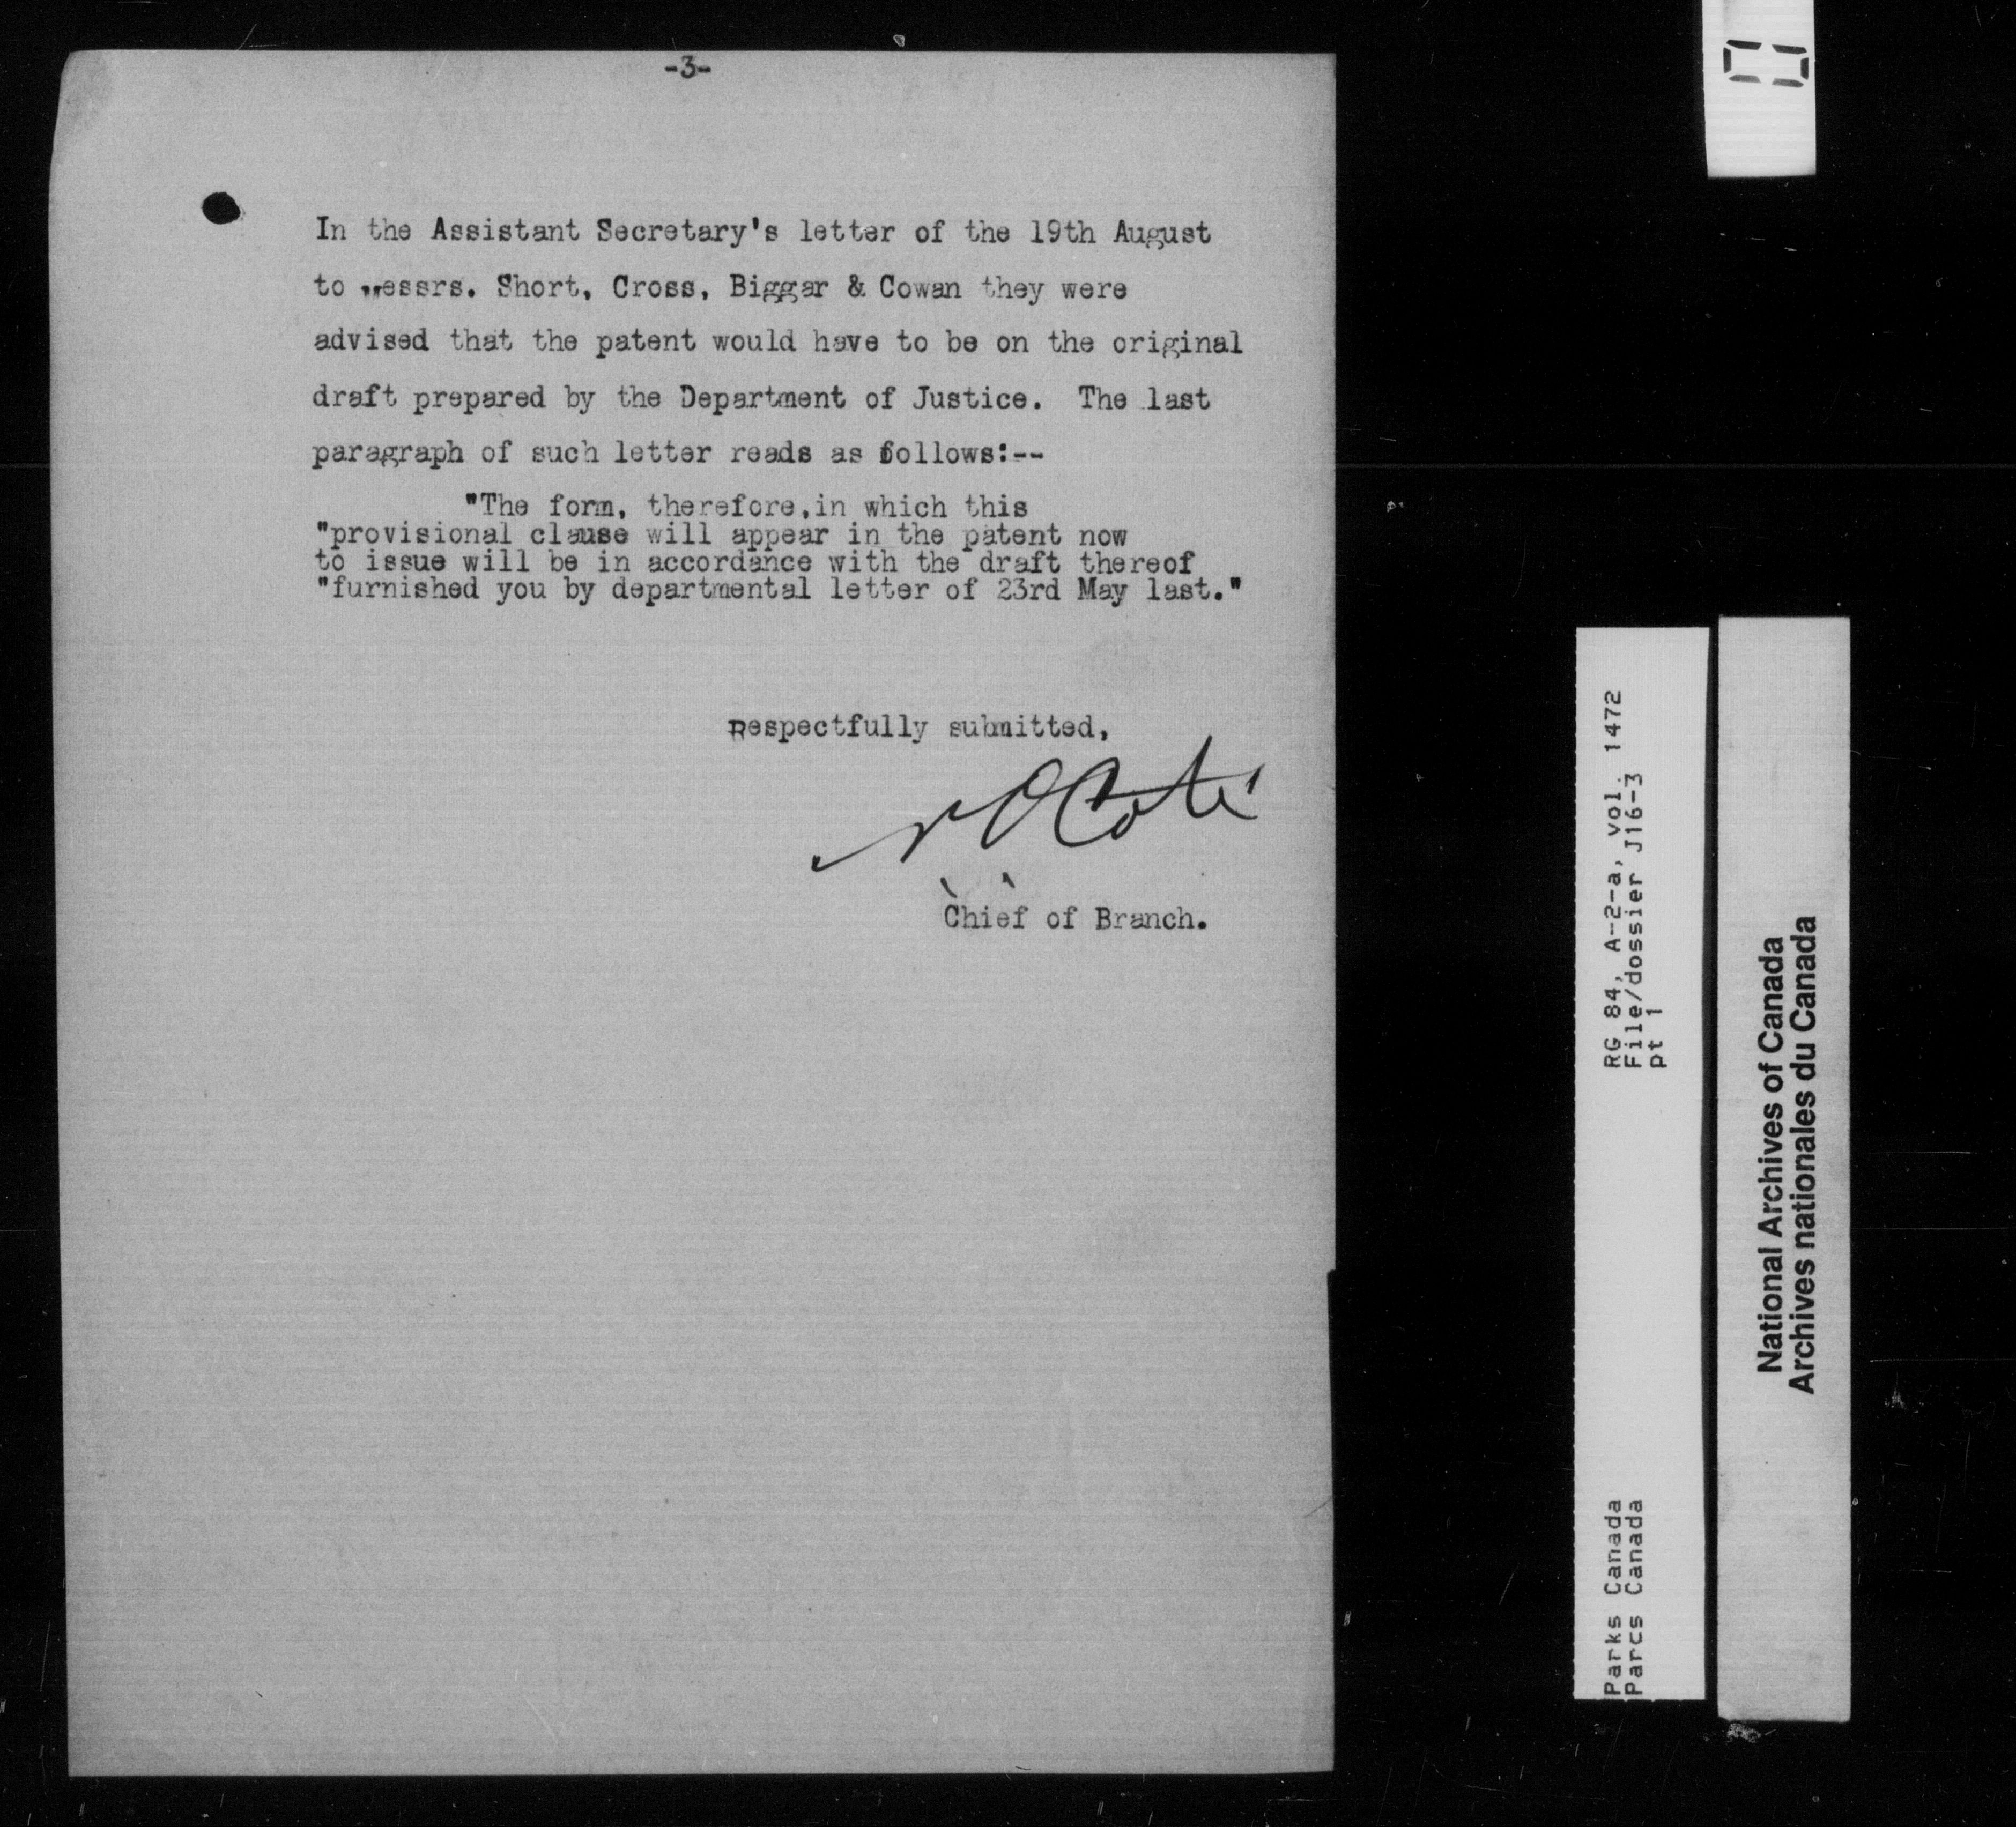 -3-
In the Assistant Secretary's letter of the 19th August
to Messrs. Short, Cross, Biggar & Cowan they were
advised that the patent would have to be on the original
draft prepared by the Department of Justice. The last
paragraph of such letter reads as follows:--
"The form, therefore,in which this
"provisional clause will appear in the patent now
to issue will be in accordance with the draft thereof
"furnished you by departmental letter of 23rd May last."
Respectfully submitted,
N O Coté
Chief of Branch.
RG 84, A-2-a, vol. 1472
File/dossier J16-3
pt 1
Parks Canada
Parcs Canada
National Archives of Canada
Archives nationales du Canada